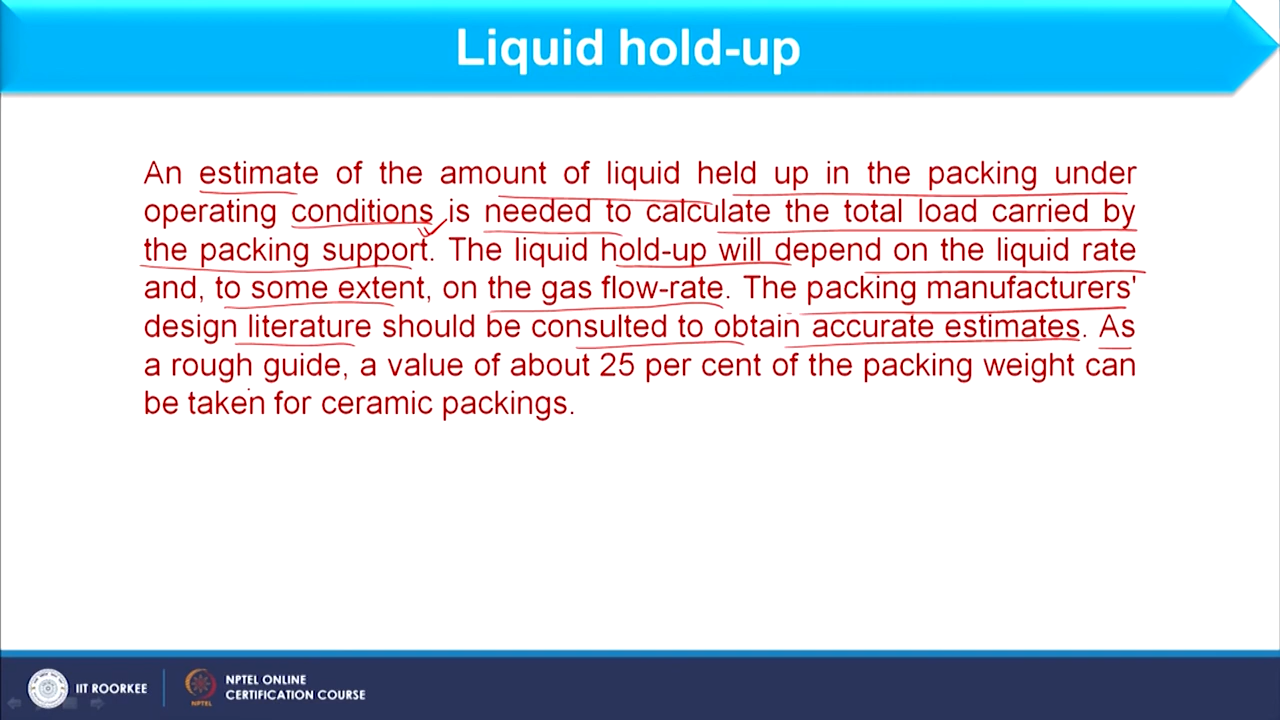 Liquid hold-up
An estimate of the amount of liquid held up in the packing under
operating conditions is needed to calculate the total load carried by
the packing support. The liquid hold-up will depend on the liquid rate
and, to some extent, on the gas flow-rate. The packing manufacturers'
design literature should be consulted to obtain accurate estimates. As
a rough guide, a value of about 25 per cent of the packing weight can
be taken for ceramic packings.
IIT ROORKEE
NPTEL
NPTEL ONLINE
CERTIFICATION COURSE